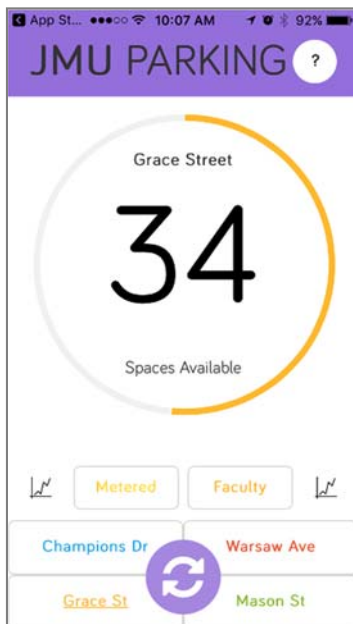 App St... 10:07 AM 92%
JMU PARKING ?
Grace Street
34
Spaces Available
Metered Faculty
Champions Dr Warsaw Ave
Grace St Mason St